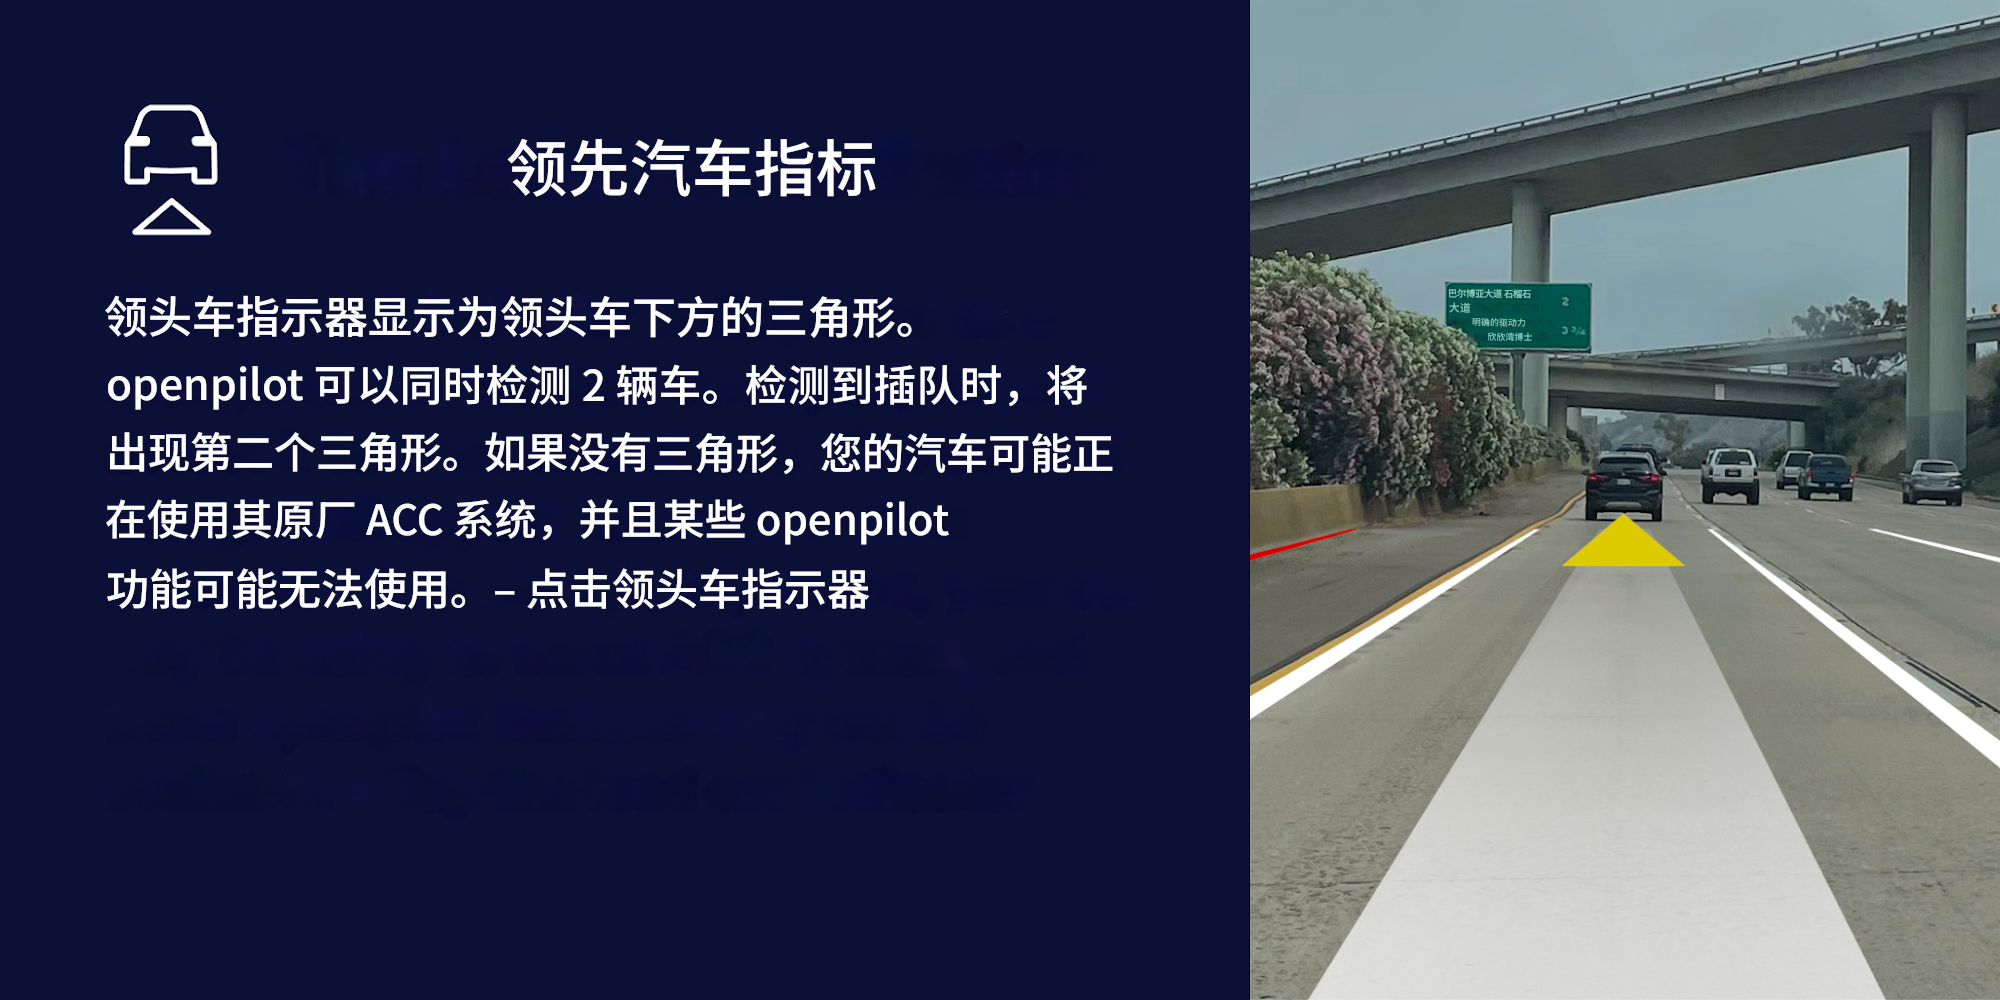 领先汽车指标
领头车指示器显示为领头车下方的三角形。
openpilot 可以同时检测 2 辆车。检测到插队时，将
出现第二个三角形。如果没有三角形，您的汽车可能正
在使用其原厂 ACC 系统，并且某些 openpilot
功能可能无法使用。– 点击领头车指示器
巴尔博亚大道 石榴石 2
大道
明确的驱动力 3 3/4
欣欣湾博士